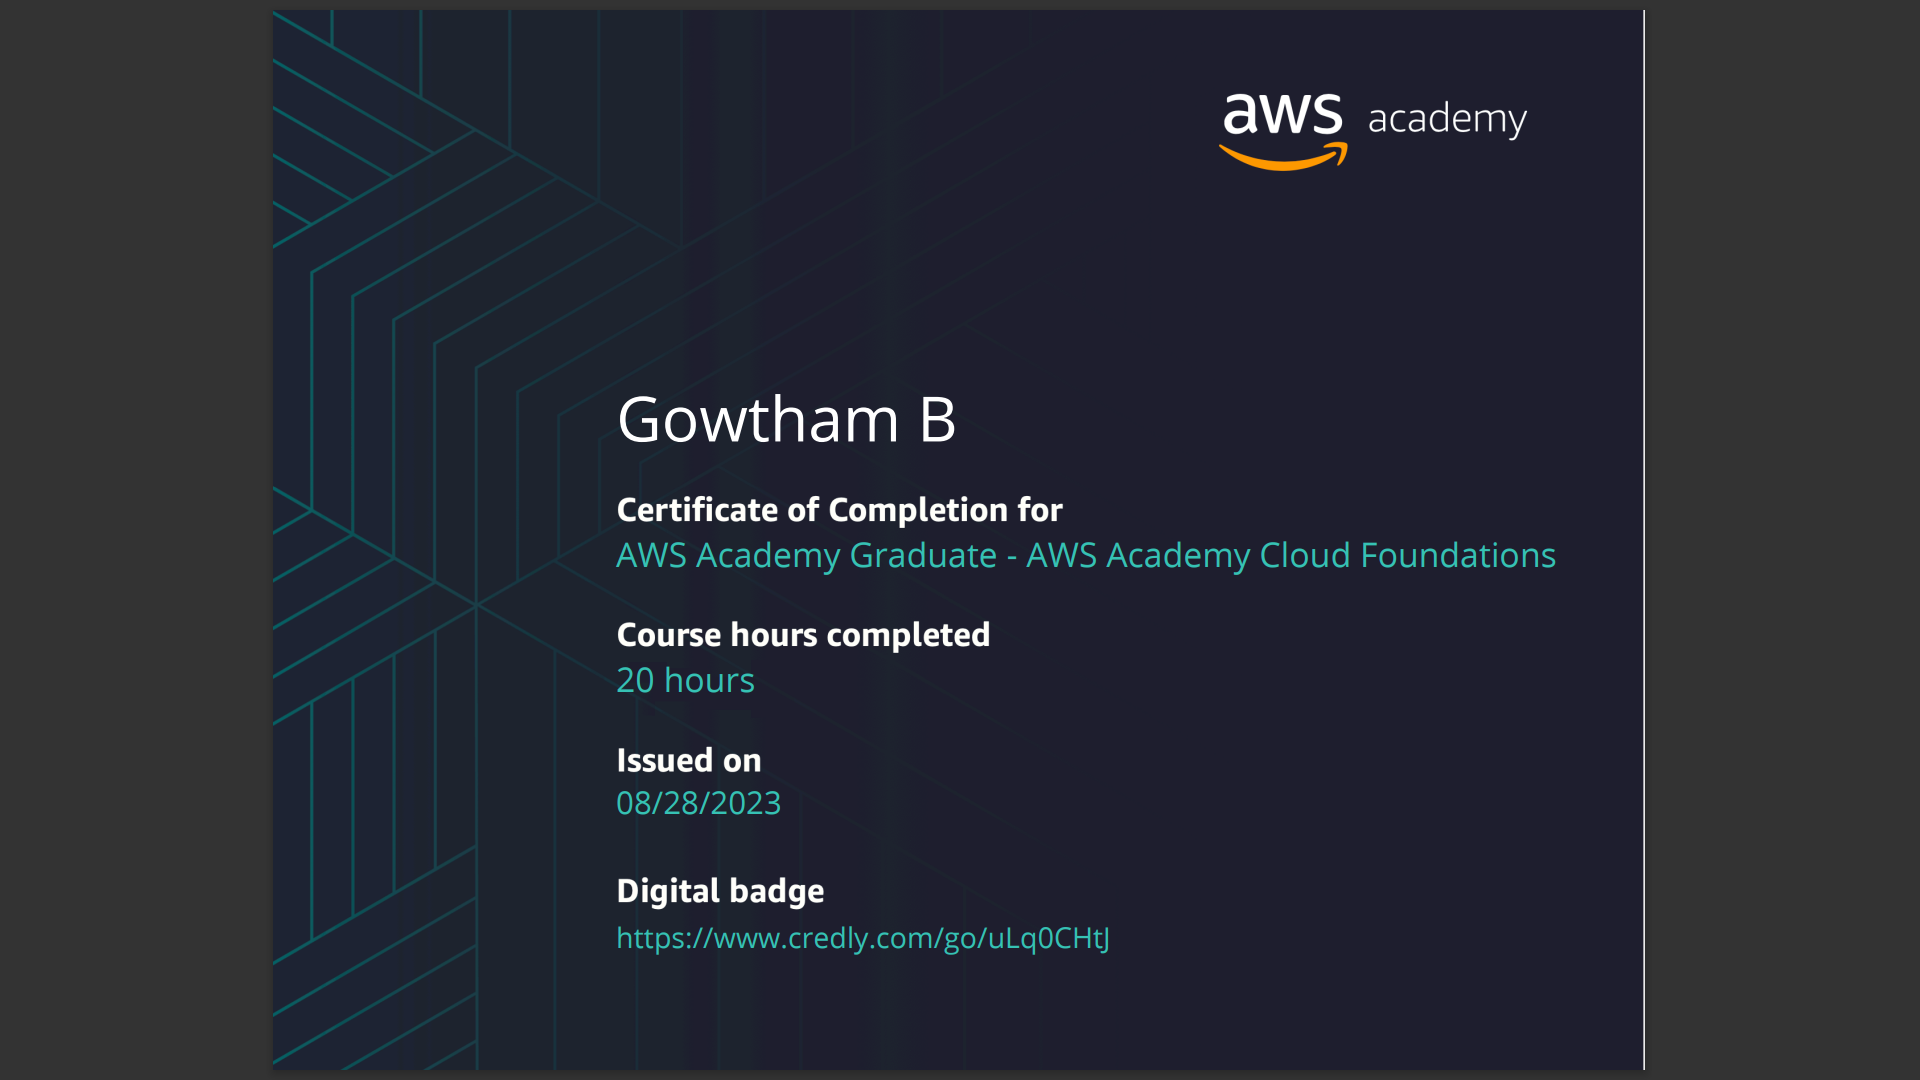 aws academy
Gowtham B
Certificate of Completion for
AWS Academy Graduate - AWS Academy Cloud Foundations
Course hours completed
20 hours
Issued on
08/28/2023
Digital badge
https://www.credly.com/go/uLq0CHtJ